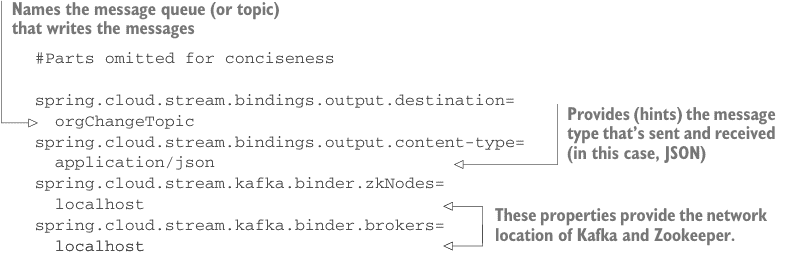 Names the message queue (or topic)
that writes the messages
#Parts omitted for conciseness
spring.cloud.stream.bindings.output.destination=
orgChangeTopic
spring.cloud.stream.bindings.output.content-type=
application/json
Provides (hints) the message
type that's sent and received
(in this case, JSON)
spring.cloud.stream.kafka.binder.zkNodes=
localhost
spring.cloud.stream.kafka.binder.brokers=
localhost
These properties provide the network
location of Kafka and Zookeeper.